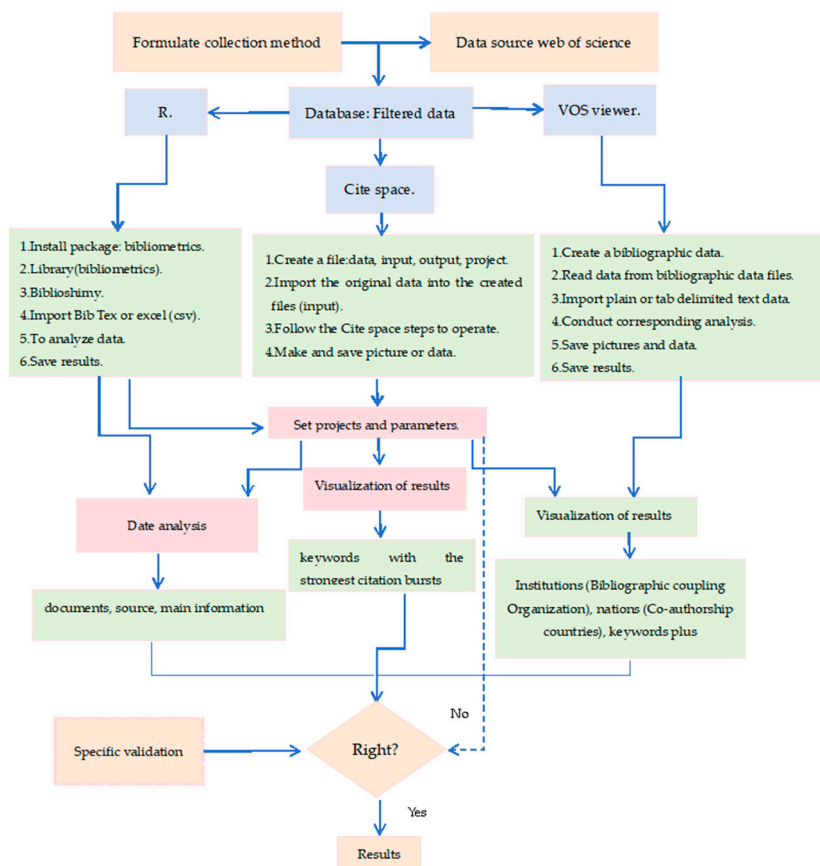 Formulate collection method
Data source web of science
R.
Database: Filtered data
VOS viewer.
Cite space.
1.Install package: bibliometrics.
2.Library(bibliometrics).
3.Biblioshimy.
4.Import Bib Tex or excel (csv).
5.To analyze data.
6.Save results.
1.Create a file:data, input, output, project.
2.Import the original data into the created
files (input).
3.Follow the Cite space steps to operate.
4.Make and save picture or data.
1.Create a bibliographic data.
2.Read data from bibliographic data files.
3.Import plain or tab delimited text data.
4.Conduct corresponding analysis.
5.Save pictures and data.
6.Save results.
Set projects and parameters.
Date analysis
Visualization of results
Visualization of results
documents, source, main information
keywords with the
strongest citation bursts
Institutions (Bibliographic coupling
Organization), nations (Co-authorship
countries), keywords plus
No
Specific validation
Right?
Yes
Results